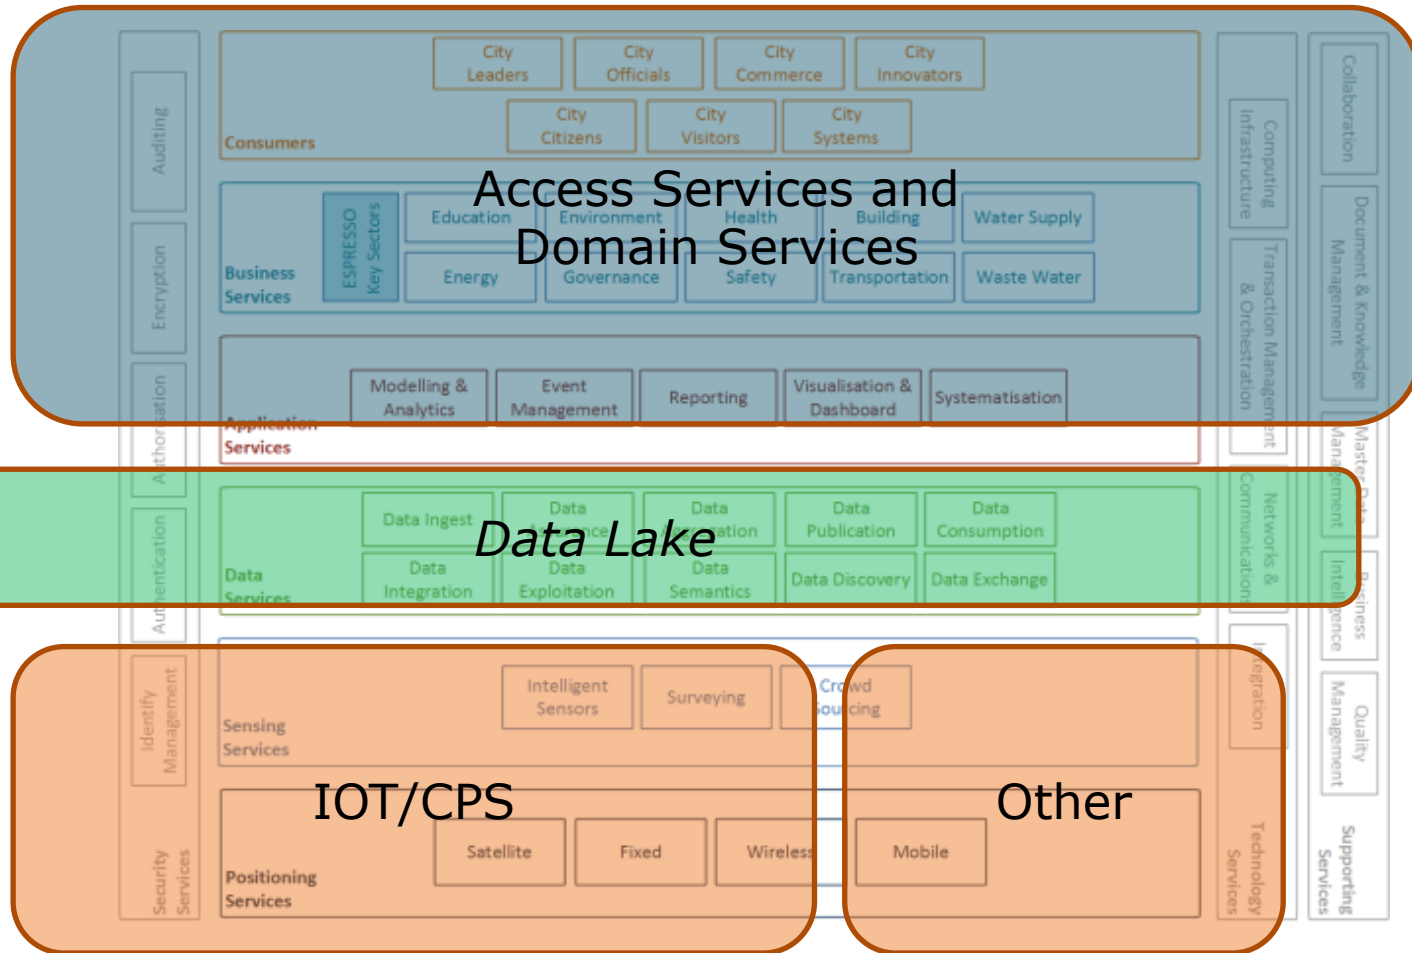 City
Leaders
City
Officials
City
Commerce
City
Innovators
City
Citizens
City
Visitors
City
Systems
Consumers
Access Services and
Domain Services
ESPRESSO
Key Sectors
Education
Environment
Health
Building
Water Supply
Business
Services
Energy
Governance
Safety
Transportation
Waste Water
Modelling &
Analytics
Event
Management
Reporting
Visualisation &
Dashboard
Systematisation
Application
Services
Data Lake
Data Ingest
Data
Data
Aggregation
Data
Publication
Data
Consumption
Data
Services
Data
Integration
Data
Exploitation
Data
Semantics
Data Discovery
Data Exchange
Intelligent
Sensors
Surveying
Crowd
Sourcing
Sensing
Services
IOT/CPS
Other
Satellite
Fixed
Wireless
Mobile
Positioning
Services
Auditing
Encryption
Authorisation
Authentication
Identify
Management
Security
Services
Computing
Infrastructure
Transaction Management
& Orchestration
Networks &
Communications
Integration
Technology
Services
Collaboration
Document & Knowledge
Management
Master Data
Management
Business
Intelligence
Quality
Management
Supporting
Services